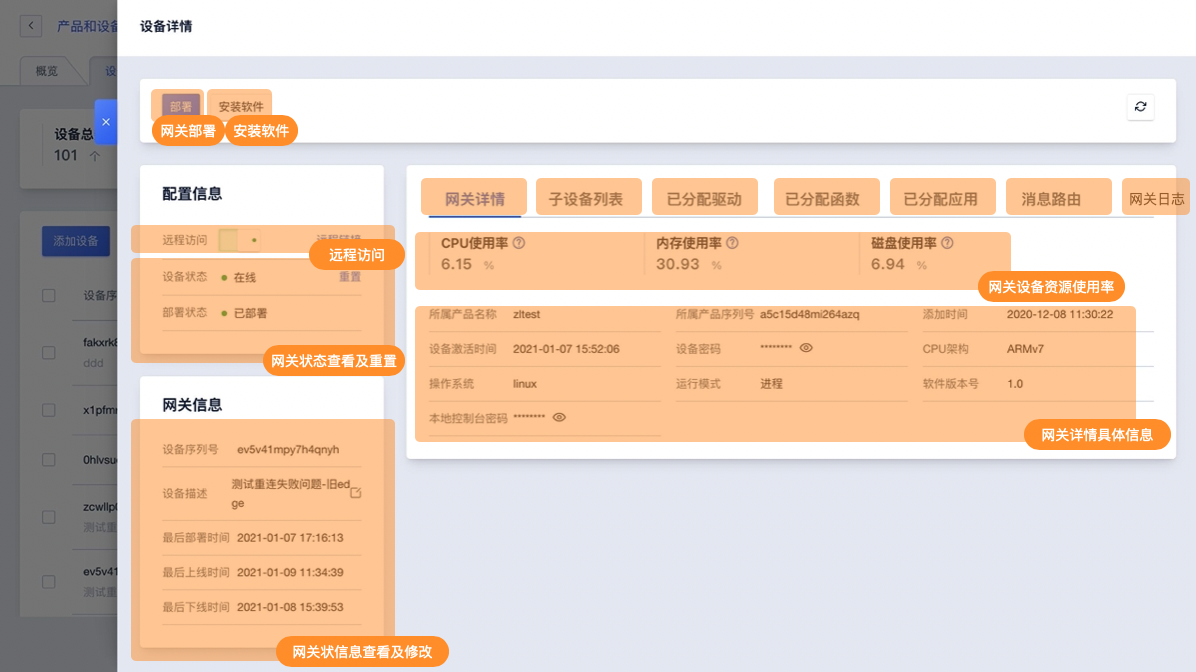 产品和设备
设备详情
概览
设
部署
安装软件
网关部署
安装软件
设备总
101 个
添加设备
设备序
fakxrk8
ddd
x1pfmr
0hlvsu
zcwllp
测试重
ev5v41
测试重
配置信息
远程访问
远程访问
设备状态
在线
重置
部署状态
已部署
网关状态查看及重置
网关信息
设备序列号
ev5v41mpy7h4qnyh
设备描述
测试重连失败问题-旧ed
ge
最后部署时间
2021-01-07 17:16:13
最后上线时间
2021-01-09 11:34:39
最后下线时间
2021-01-08 15:39:53
网关状信息查看及修改
网关详情
子设备列表
已分配驱动
已分配函数
已分配应用
消息路由
网关日志
CPU使用率
6.15 %
内存使用率
30.93 %
磁盘使用率
6.94 %
网关设备资源使用率
所属产品名称
zltest
所属产品序列号
a5c15d48mi264azq
添加时间
2020-12-08 11:30:22
设备激活时间
2021-01-07 15:52:06
设备密码
********
CPU架构
ARMv7
操作系统
linux
运行模式
进程
软件版本号
1.0
本地控制台密码
********
网关详情具体信息